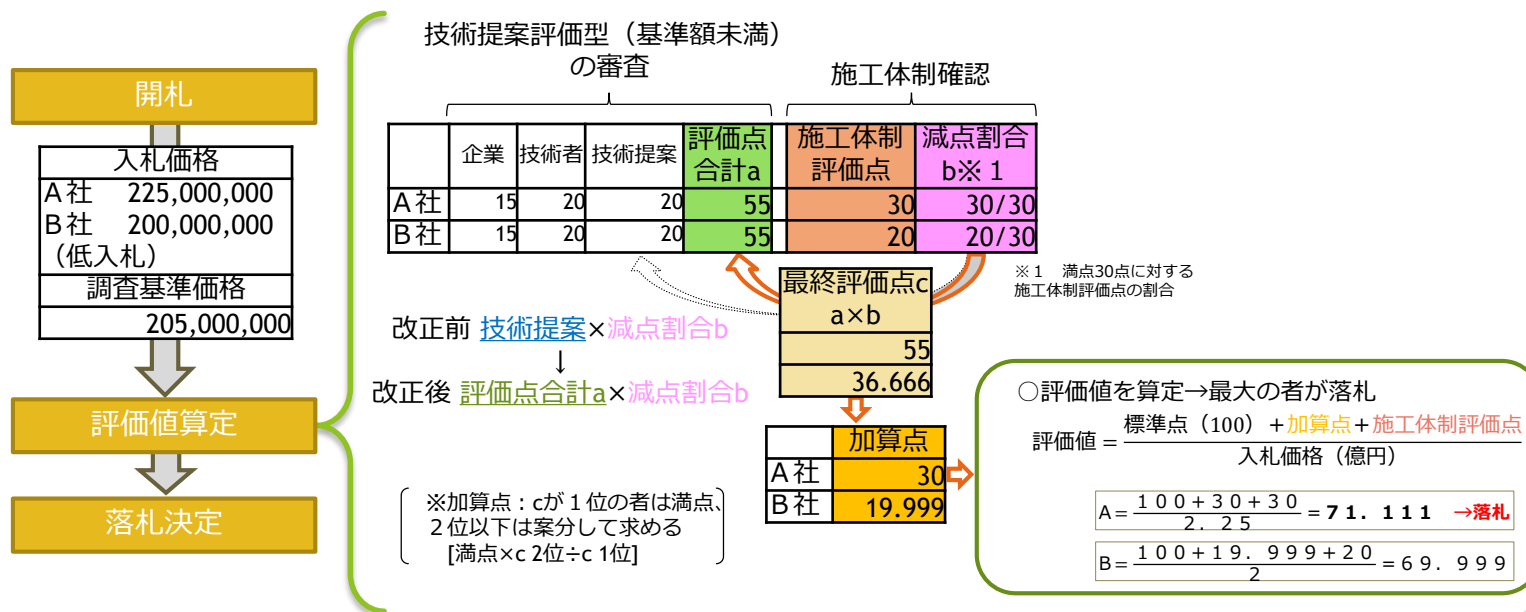 開札
入札価格
A社 225,000,000
B社 200,000,000
(低入札)
調査基準価格
205,000,000
評価値算定
落札決定
技術提案評価型（基準額未満）
の審査
施工体制確認
企業 技術者 技術提案 評価点合計a 施工体制評価点 減点割合b※1
A社 15 20 20 55 30 30/30
B社 15 20 20 55 20 20/30
※1 満点30点に対する
施工体制評価点の割合
最終評価点c
a×b
55
36.666
改正前 技術提案×減点割合b
↓
改正後 評価点合計a×減点割合b
加算点
A社 30
B社 19.999
※加算点：cが1位の者は満点、
2位以下は案分して求める
[満点×c 2位÷c 1位]
○評価値を算定→最大の者が落札
評価値＝標準点（100）＋加算点＋施工体制評価点
入札価格（億円）
A＝100＋30＋30
2.25
＝71.111 →落札
B＝100＋19.999＋20
2
＝69.999